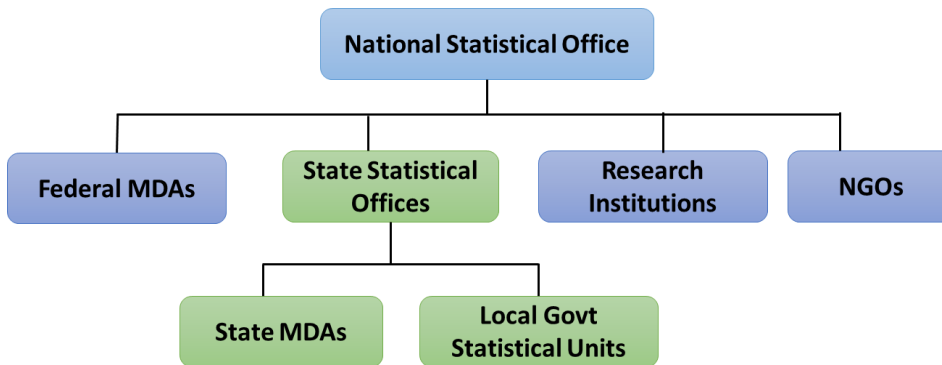 National Statistical Office
Federal MDAs
State Statistical
Offices
Research
Institutions
NGOs
State MDAs
Local Govt
Statistical Units